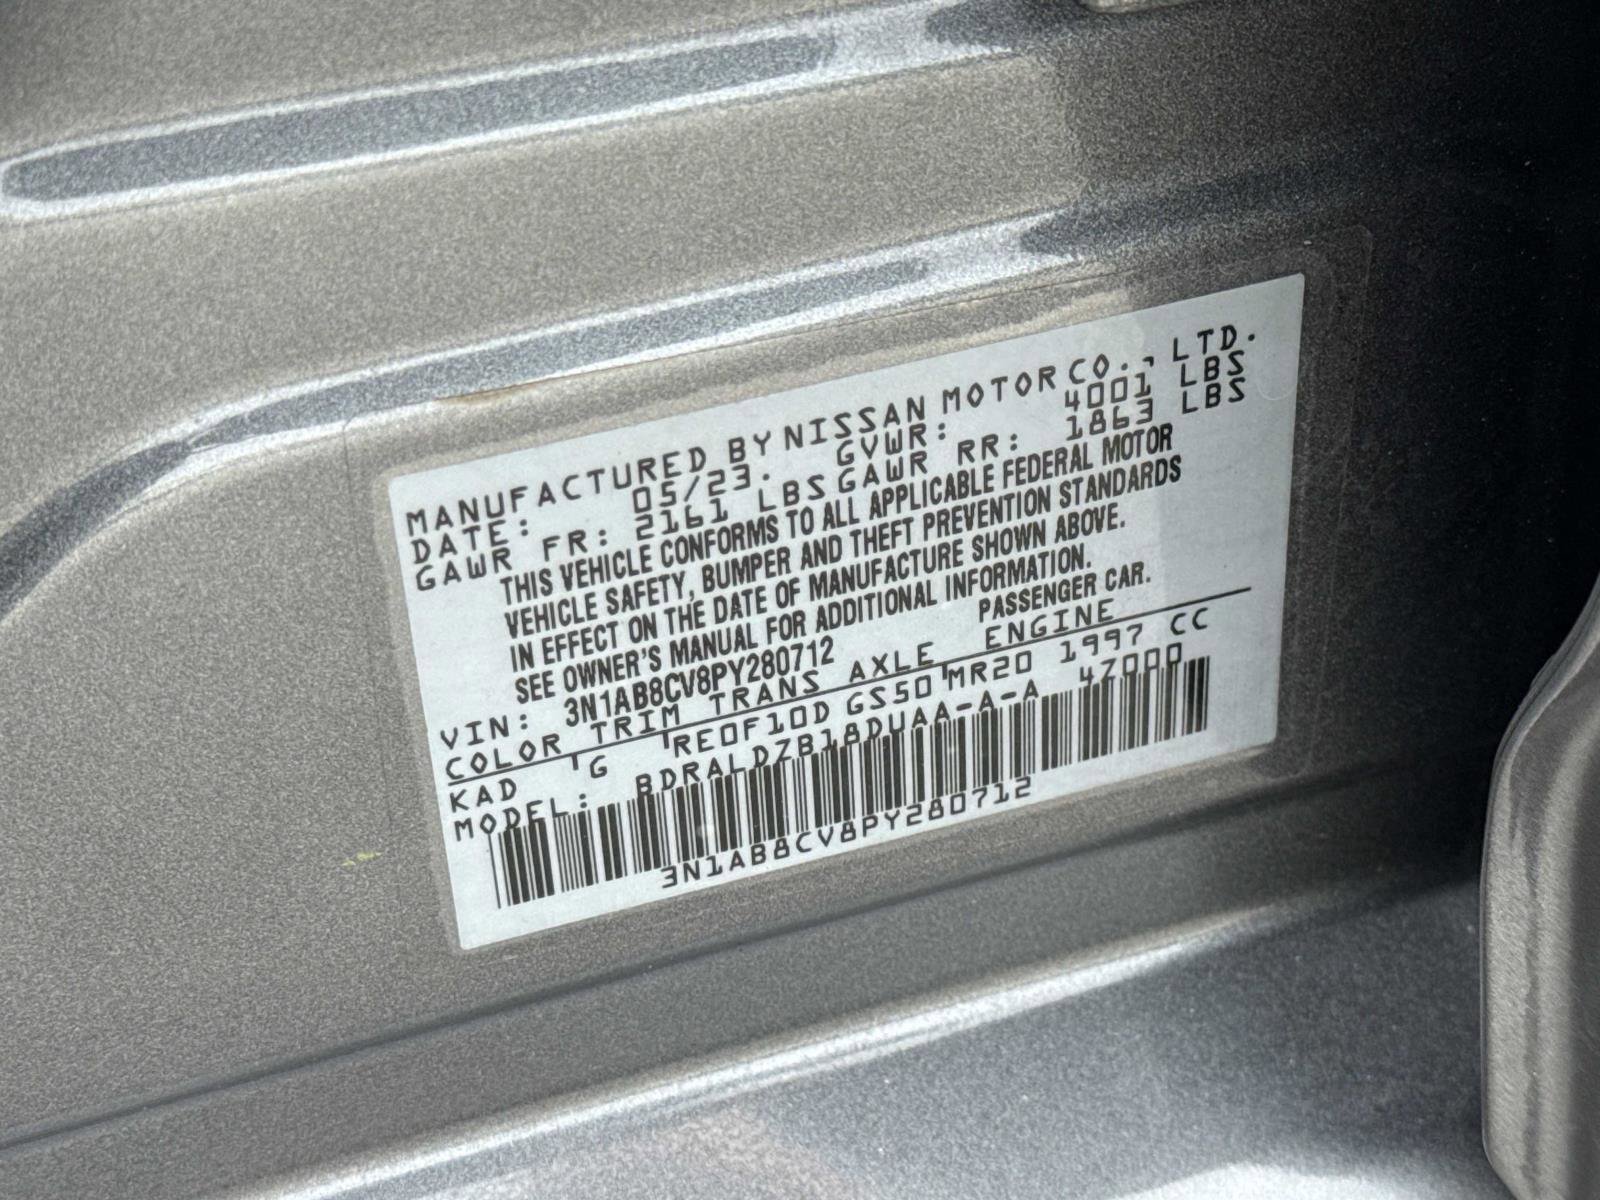 MANUFACTURED BY NISSAN MOTOR CO., LTD.
DATE: 05/23. GVWR: 4001 LBS
GAWR FR: 2161 LBS GAWR RR: 1863 LBS
THIS VEHICLE CONFORMS TO ALL APPLICABLE FEDERAL MOTOR
VEHICLE SAFETY, BUMPER AND THEFT PREVENTION STANDARDS
IN EFFECT ON THE DATE OF MANUFACTURE SHOWN ABOVE.
SEE OWNER'S MANUAL FOR ADDITIONAL INFORMATION.
VIN: 3N1AB8CV8PY280712 PASSENGER CAR.
COLOR TRIM TRANS AXLE ENGINE
KAD G RE0F10D GS50 MR20 1997 CC
MODEL: BDRALDZB18DUAA-A-A 4Z000
3N1AB8CV8PY280712